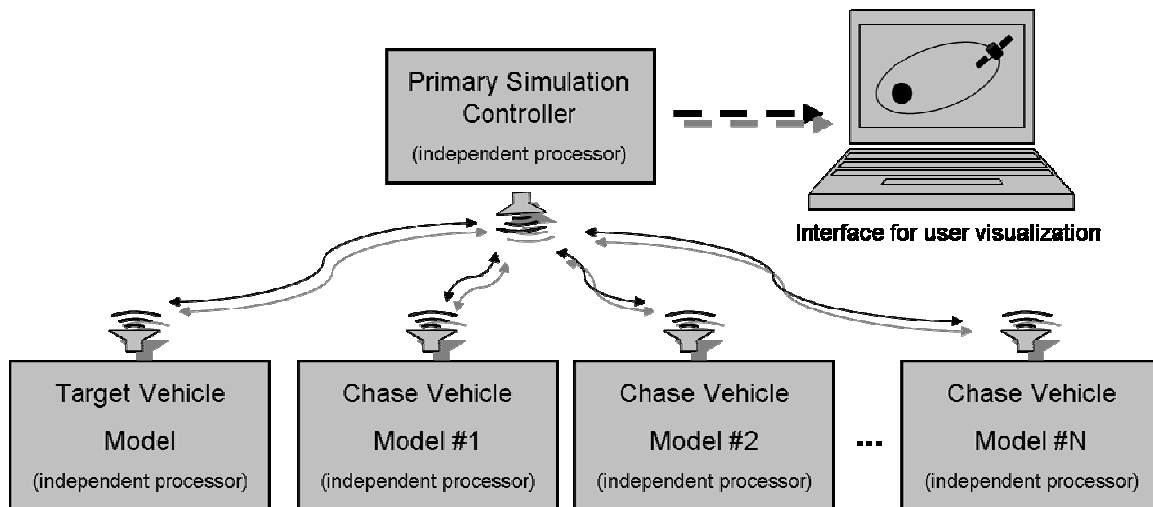 Primary Simulation
Controller
(independent processor)
Interface for user visualization
Target Vehicle
Model
(independent processor)
Chase Vehicle
Model #1
(independent processor)
Chase Vehicle
Model #2
(independent processor)
...
Chase Vehicle
Model #N
(independent processor)